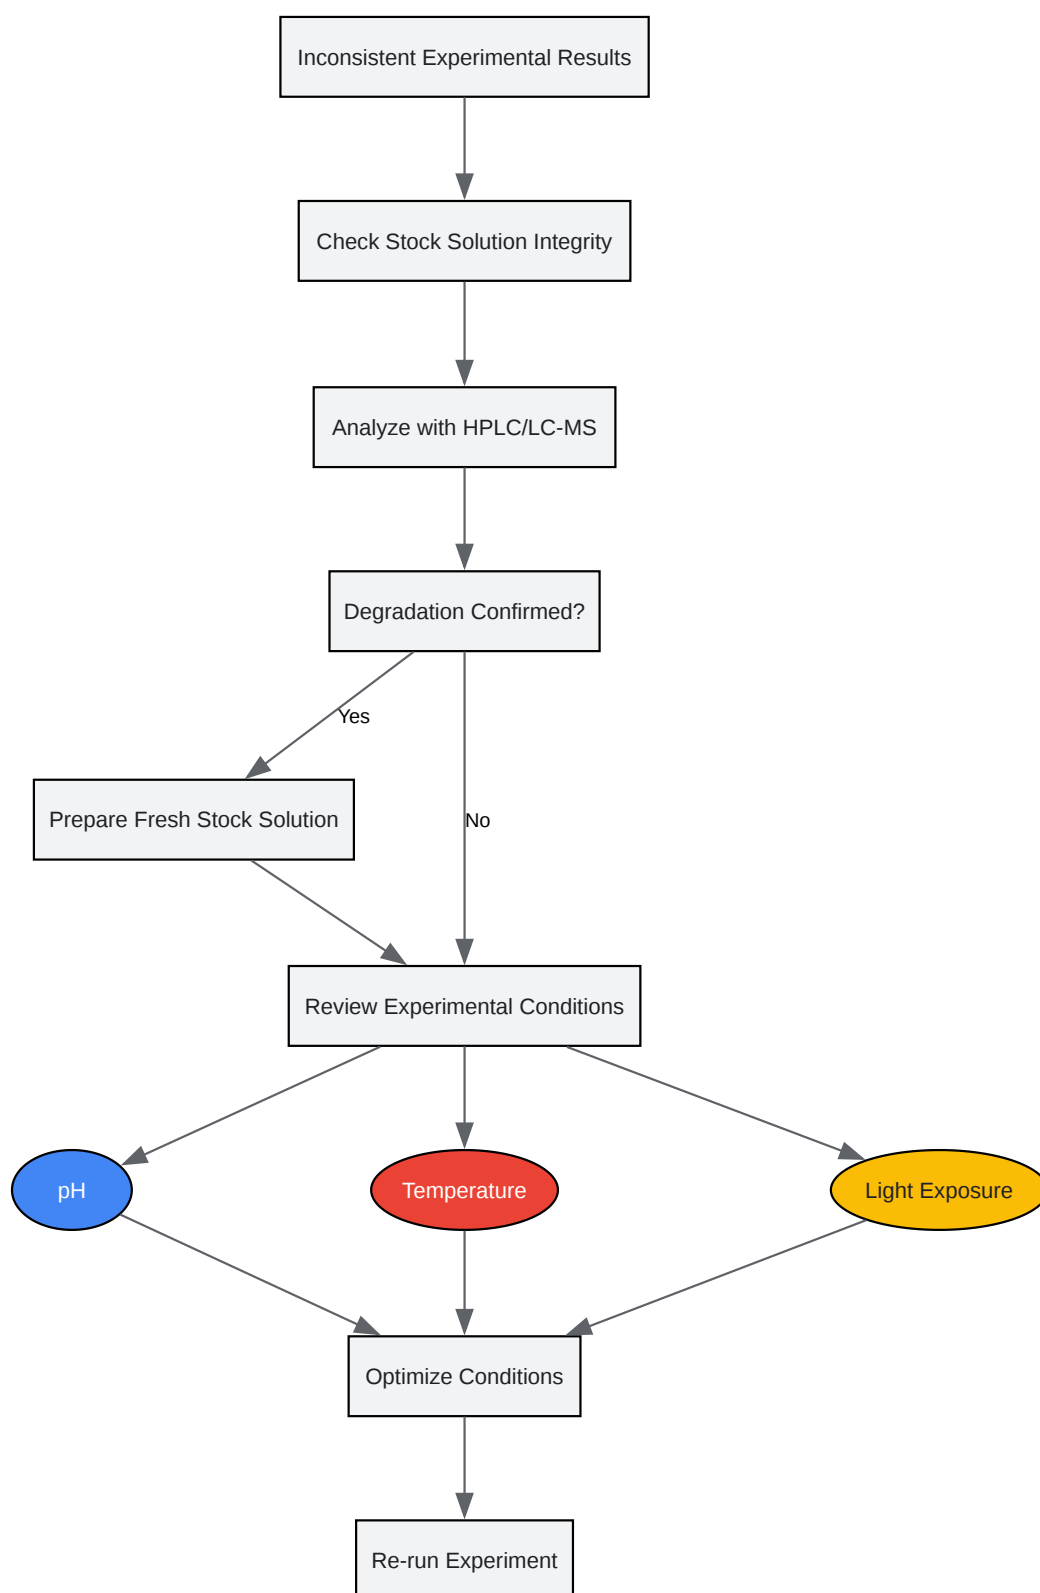 Inconsistent Experimental Results
Check Stock Solution Integrity
Analyze with HPLC/LC-MS
Degradation Confirmed?
Yes
Prepare Fresh Stock Solution
No
Review Experimental Conditions
pH
Temperature
Light Exposure
Optimize Conditions
Re-run Experiment